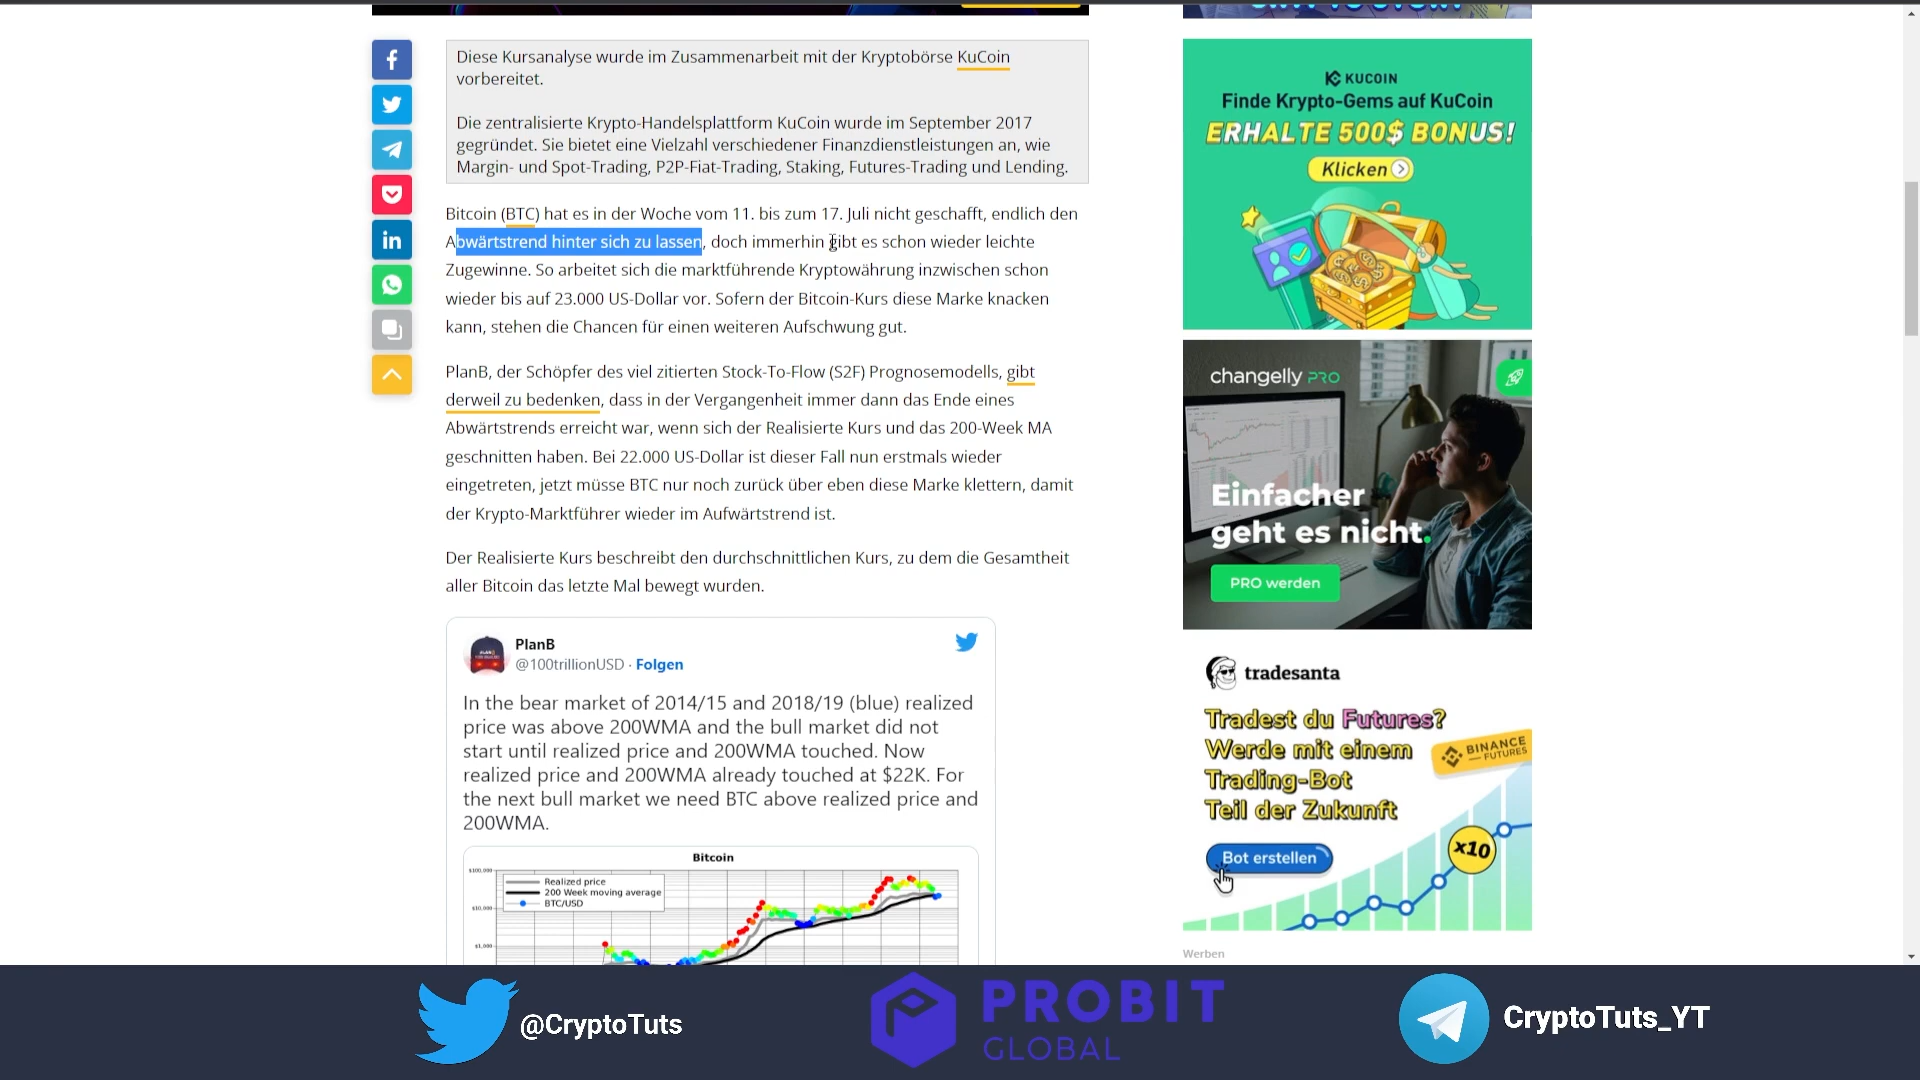 Diese Kursanalyse wurde im Zusammenarbeit mit der Kryptobörse KuCoin
vorbereitet.
Die zentralisierte Krypto-Handelsplattform KuCoin wurde im September 2017
gegründet. Sie bietet eine Vielzahl verschiedener Finanzdienstleistungen an, wie
Margin- und Spot-Trading, P2P-Fiat-Trading, Staking, Futures-Trading und Lending.
Bitcoin (BTC) hat es in der Woche vom 11. bis zum 17. Juli nicht geschafft, endlich den
Abwärtstrend hinter sich zu lassen, doch immerhin gibt es schon wieder leichte
Zugewinne. So arbeitet sich die marktführende Kryptowährung inzwischen schon
wieder bis auf 23.000 US-Dollar vor. Sofern der Bitcoin-Kurs diese Marke knacken
kann, stehen die Chancen für einen weiteren Aufschwung gut.
PlanB, der Schöpfer des viel zitierten Stock-To-Flow (S2F) Prognosemodells, gibt
derweil zu bedenken, dass in der Vergangenheit immer dann das Ende eines
Abwärtstrends erreicht war, wenn sich der Realisierte Kurs und das 200-Week MA
geschnitten haben. Bei 22.000 US-Dollar ist dieser Fall nun erstmals wieder
eingetreten, jetzt müsse BTC nur noch zurück über eben diese Marke klettern, damit
der Krypto-Marktführer wieder im Aufwärtstrend ist.
Der Realisierte Kurs beschreibt den durchschnittlichen Kurs, zu dem die Gesamtheit
aller Bitcoin das letzte Mal bewegt wurden.
PlanB
@100trillionUSD · Folgen
In the bear market of 2014/15 and 2018/19 (blue) realized
price was above 200WMA and the bull market did not
start until realized price and 200WMA touched. Now
realized price and 200WMA already touched at $22K. For
the next bull market we need BTC above realized price and
200WMA.
Bitcoin
$100,000
Realized price
200 Week moving average
BTC/USD
$10,000
$1,000
KUCOIN
Finde Krypto-Gems auf KuCoin
ERHALTE 500$ BONUS!
Klicken
changelly PRO
Einfacher
geht es nicht.
PRO werden
tradesanta
Tradest du Futures?
Werde mit einem
Trading-Bot
Teil der Zukunft
BINANCE
FUTURES
Bot erstellen
x10
Werben
@CryptoTuts
PROBIT
GLOBAL
CryptoTuts_YT